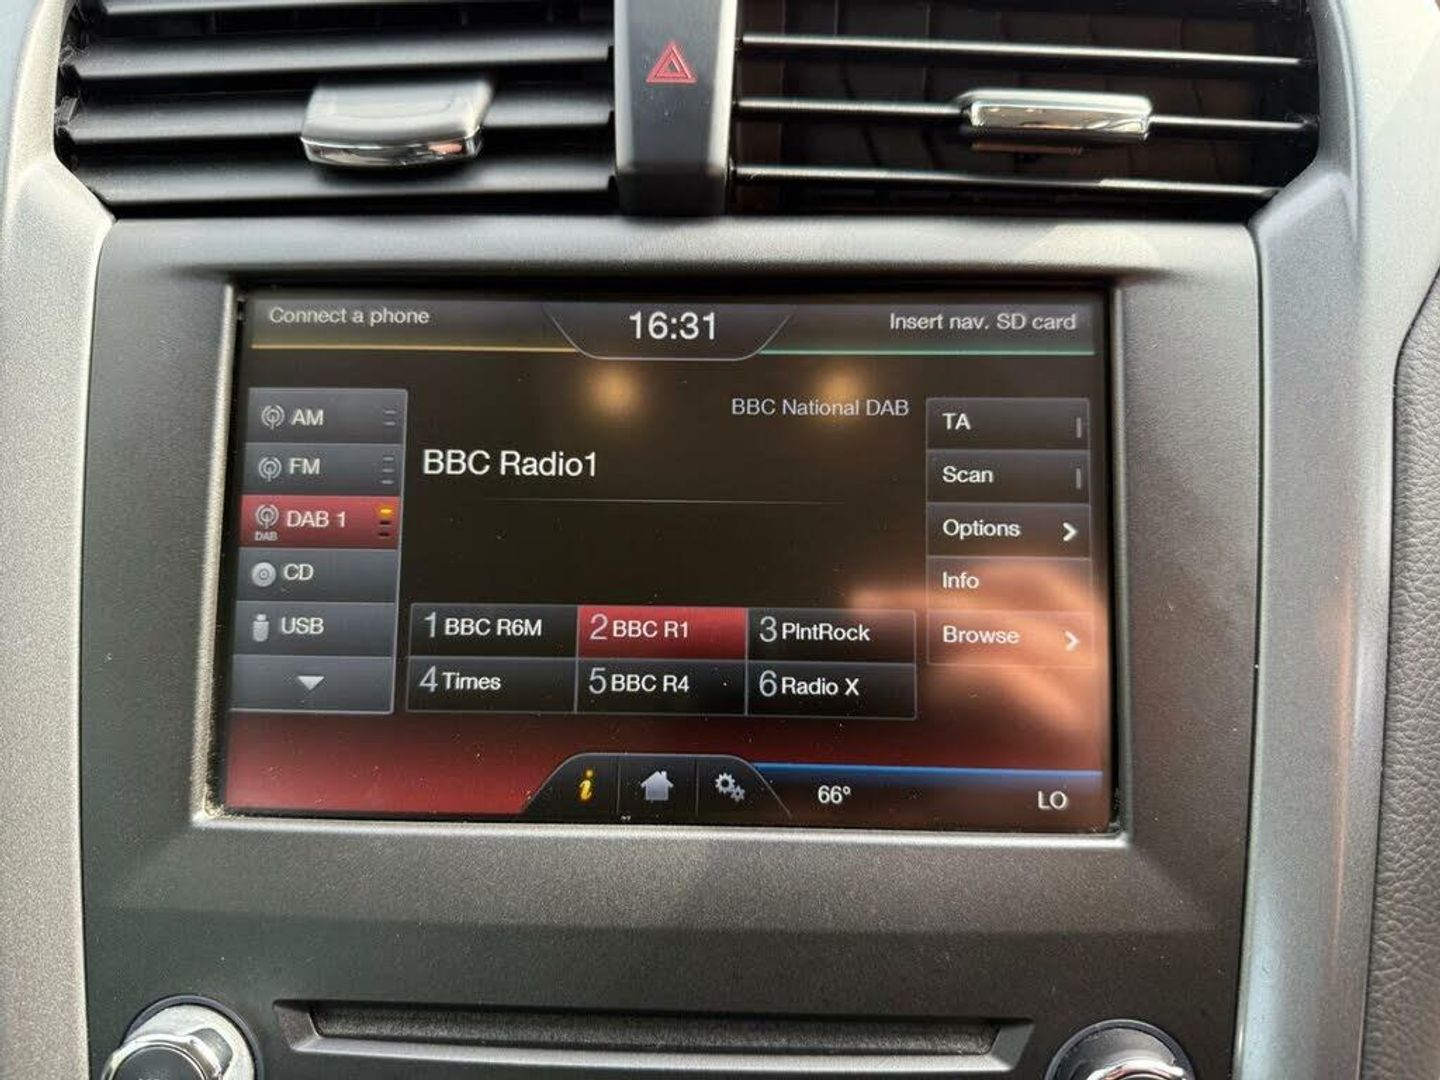 Connect a phone
16:31
Insert nav. SD card
AM
FM
DAB 1
DAB
CD
USB
BBC National DAB
BBC Radio1
TA
Scan
Options
Info
Browse
1 BBC R6M
2 BBC R1
3 PlntRock
4 Times
5 BBC R4
6 Radio X
i
66º
LO